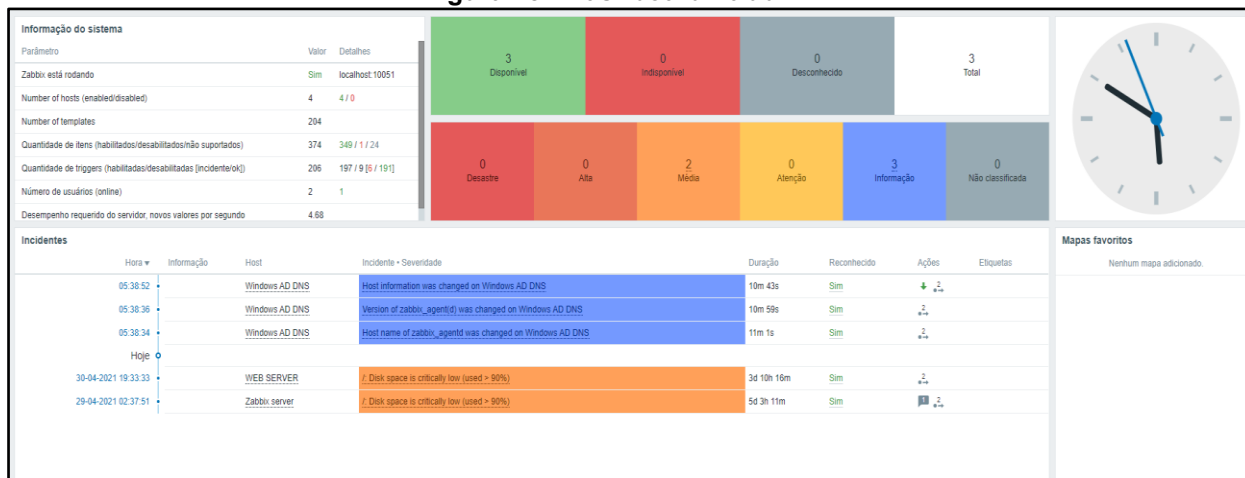 Informação do sistema
Parâmetro Valor Detalhes
Zabbix está rodando Sim localhost:10051
Number of hosts (enabled/disabled) 4 4 / 0
Number of templates 204
Quantidade de itens (habilitados/desabilitados/não suportados) 374 349 / 1 / 24
Quantidade de triggers (habilitadas/desabilitadas [incidente/ok]) 206 197 / 9 [6 / 191]
Número de usuários (online) 2 1
Desempenho requerido do servidor, novos valores por segundo 4.68
3 0 0 3
Disponível Indisponível Desconhecido Total
0 0 2 0 3 0
Desastre Alta Média Atenção Informação Não classificada
Incidentes
Hora ▼ Informação Host Incidente • Severidade Duração Reconhecido Ações Etiquetas
05:38:52 Windows AD DNS Host information was changed on Windows AD DNS 10m 43s Sim 2
05:38:36 Windows AD DNS Version of zabbix_agent(d) was changed on Windows AD DNS 10m 59s Sim 2
05:38:34 Windows AD DNS Host name of zabbix_agentd was changed on Windows AD DNS 11m 1s Sim 2
Hoje
30-04-2021 19:33:33 WEB SERVER /: Disk space is critically low (used > 90%) 3d 10h 16m Sim 2
29-04-2021 02:37:51 Zabbix server /: Disk space is critically low (used > 90%) 5d 3h 11m Sim 1 2
Mapas favoritos
Nenhum mapa adicionado.